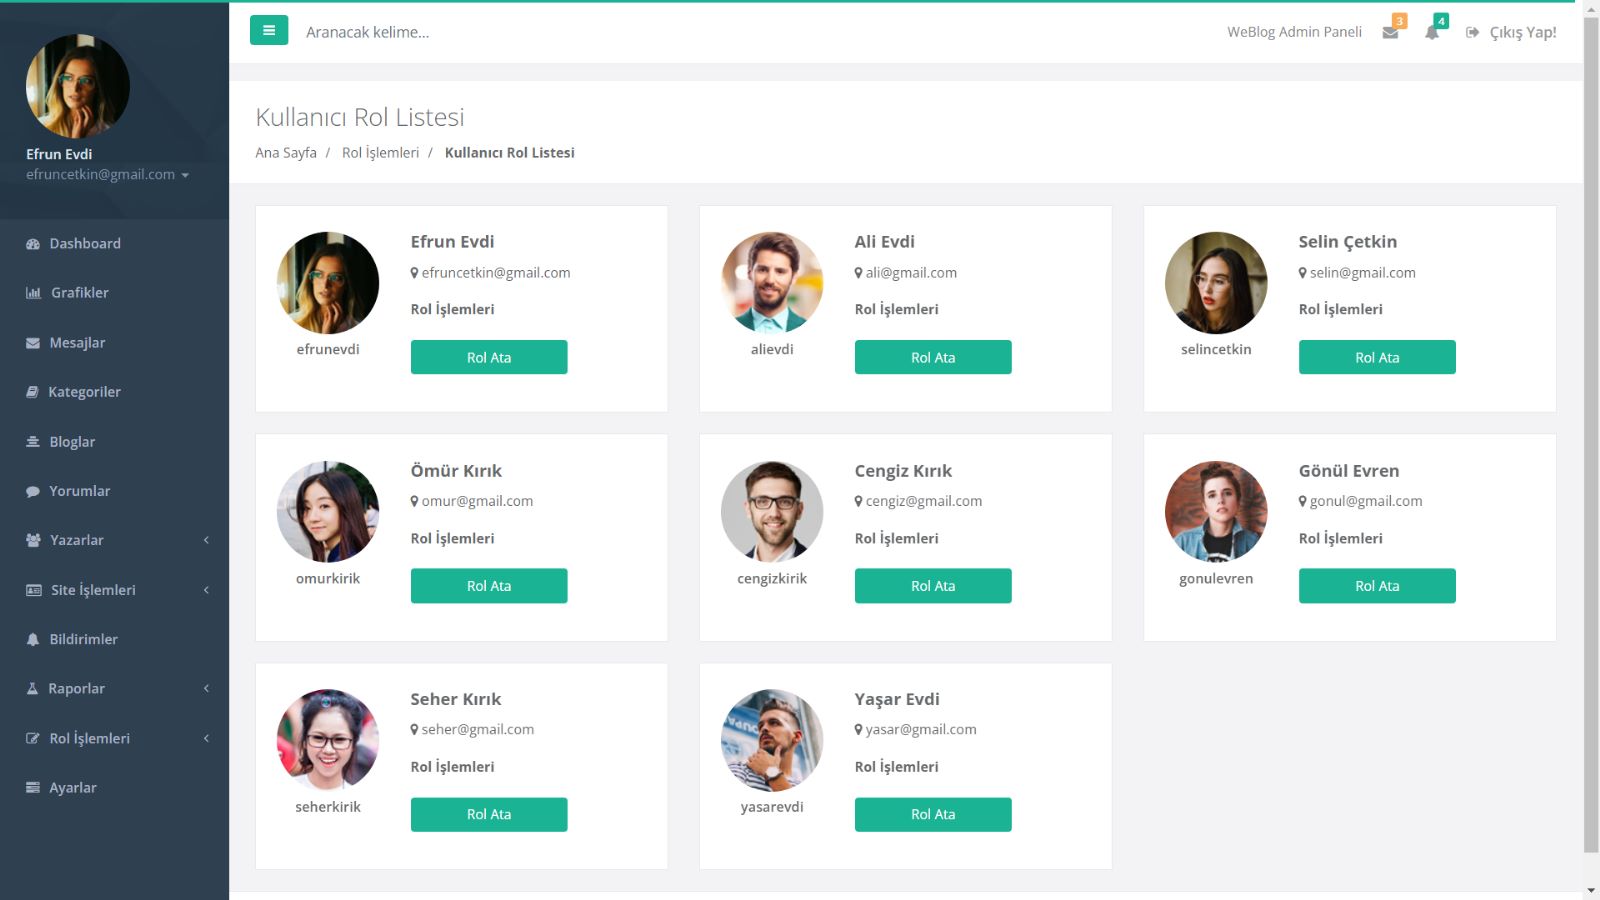 Efrun Evdi
efruncetkin@gmail.com
Dashboard
Grafikler
Mesajlar
Kategoriler
Bloglar
Yorumlar
Yazarlar
Site İşlemleri
Bildirimler
Raporlar
Rol İşlemleri
Ayarlar
Aranacak kelime...
WeBlog Admin Paneli 3 4 Çıkış Yap!
Kullanıcı Rol Listesi
Ana Sayfa / Rol İşlemleri / Kullanıcı Rol Listesi
Efrun Evdi
efruncetkin@gmail.com
Rol İşlemleri
efrunevdi
Rol Ata
Ali Evdi
ali@gmail.com
Rol İşlemleri
alievdi
Rol Ata
Selin Çetkin
selin@gmail.com
Rol İşlemleri
selincetkin
Rol Ata
Ömür Kırık
omur@gmail.com
Rol İşlemleri
omurkirik
Rol Ata
Cengiz Kırık
cengiz@gmail.com
Rol İşlemleri
cengizkirik
Rol Ata
Gönül Evren
gonul@gmail.com
Rol İşlemleri
gonulevren
Rol Ata
Seher Kırık
seher@gmail.com
Rol İşlemleri
seherkirik
Rol Ata
Yaşar Evdi
yasar@gmail.com
Rol İşlemleri
yasarevdi
Rol Ata